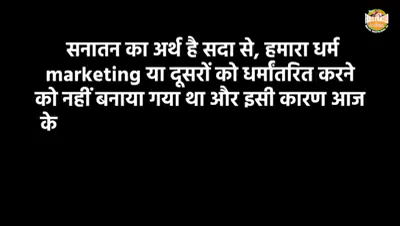 सनातन का अर्थ है सदा से, हमारा धर्म
marketing या दूसरों को धर्मांतरित करने
को नहीं बनाया गया था और इसी कारण आज
के